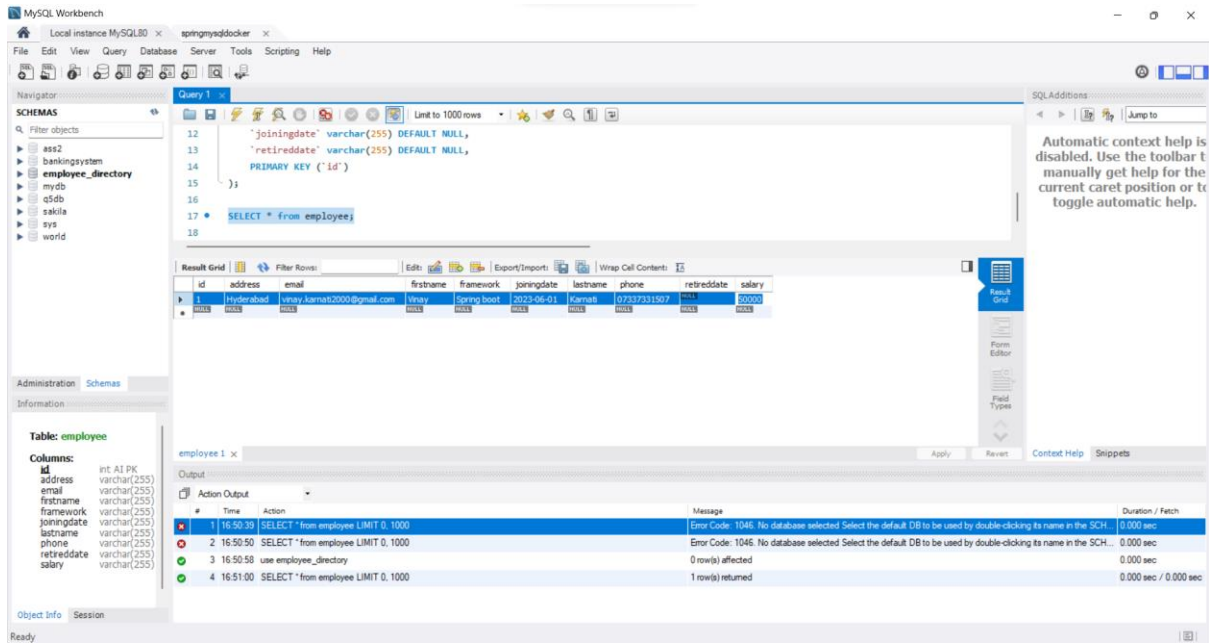 MySQL Workbench
Local instance MySQL80 × springmysqldocker ×
File Edit View Query Database Server Tools Scripting Help
Navigator
SCHEMAS
Filter objects
ass2
bankingsystem
employee_directory
mydb
q5db
sakila
sys
world
Administration Schemas
Information
Table: employee
Columns:
id int AI PK
address varchar(255)
email varchar(255)
firstname varchar(255)
framework varchar(255)
joiningdate varchar(255)
lastname varchar(255)
phone varchar(255)
retireddate varchar(255)
salary varchar(255)
Object Info Session
Ready
Query 1 ×
Limit to 1000 rows
12 `joiningdate` varchar(255) DEFAULT NULL,
13 `retireddate` varchar(255) DEFAULT NULL,
14 PRIMARY KEY (`id`)
15 );
16
17 SELECT * from employee;
18
Result Grid Filter Rows: Edit: Export/Import: Wrap Cell Content:
id address email firstname framework joiningdate lastname phone retireddate salary
1 Hyderabad vinay.karnati2000@gmail.com Vinay Spring boot 2023-06-01 Karnati 07337331507 NULL 50000
NULL NULL NULL NULL NULL NULL NULL NULL NULL NULL
Result
Grid
Form
Editor
Field
Types
employee 1 × Apply Revert
Output
Action Output
# Time Action Message Duration / Fetch
1 16:50:39 SELECT * from employee LIMIT 0, 1000 Error Code: 1046. No database selected Select the default DB to be used by double-clicking its name in the SCH... 0.000 sec
2 16:50:50 SELECT * from employee LIMIT 0, 1000 Error Code: 1046. No database selected Select the default DB to be used by double-clicking its name in the SCH... 0.000 sec
3 16:50:58 use employee_directory 0 row(s) affected 0.000 sec
4 16:51:00 SELECT * from employee LIMIT 0, 1000 1 row(s) returned 0.000 sec / 0.000 sec
SQLAdditions
Jump to
Automatic context help is
disabled. Use the toolbar t
manually get help for the
current caret position or to
toggle automatic help.
Context Help Snippets